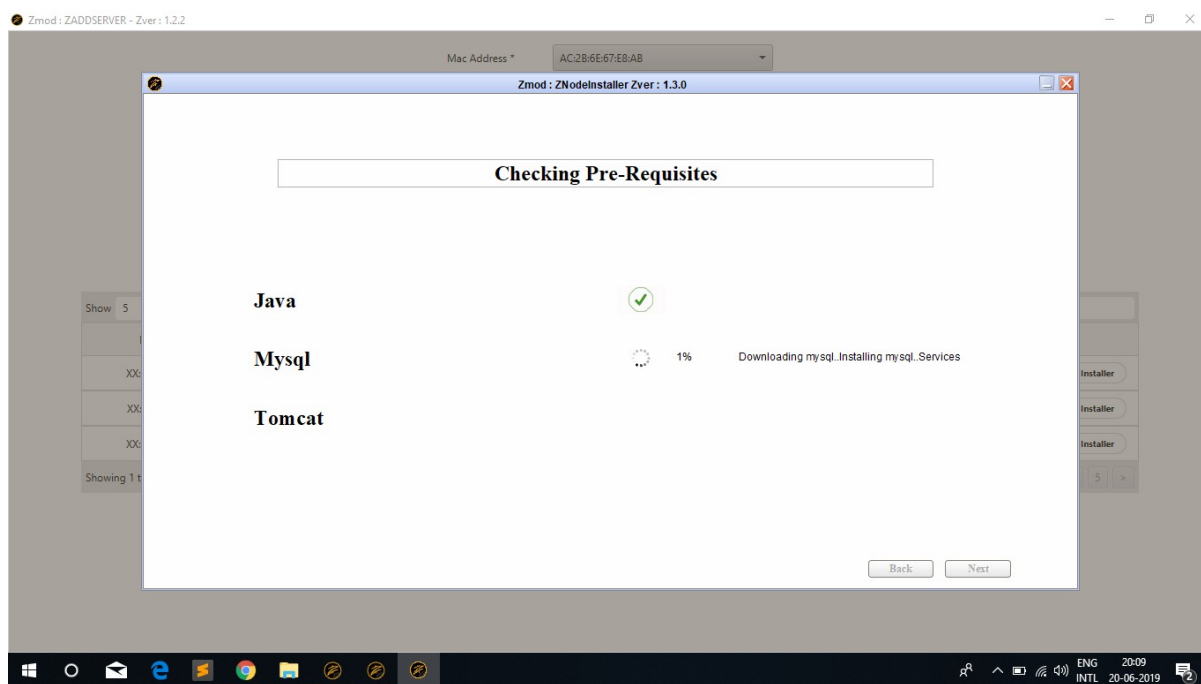 Zmod : ZADDSERVER - Zver : 1.2.2
Mac Address * AC:2B:6E:67:E8:AB
Zmod : ZNodeInstaller Zver : 1.3.0
Checking Pre-Requisites
Java
Show 5
Mysql 1% Downloading mysql..Installing mysql..Services
XX: Installer
XX: Installer
Tomcat
XX: Installer
Showing 1 t 5 >
Back Next
ENG 20:09
INTL 20-06-2019 2